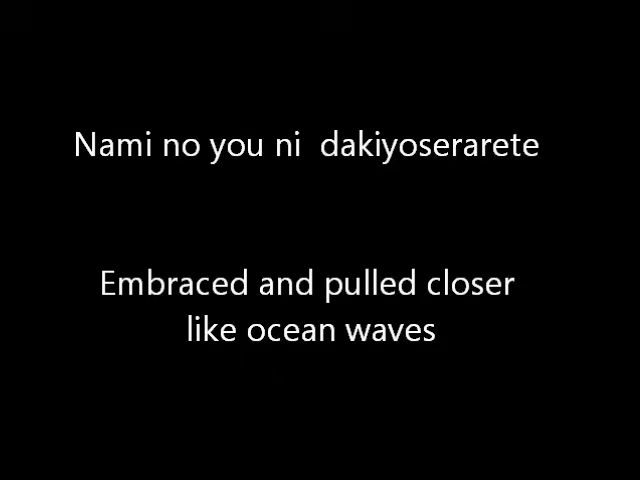 Nami no you ni  dakiyoserarete
Embraced and pulled closer
like ocean waves